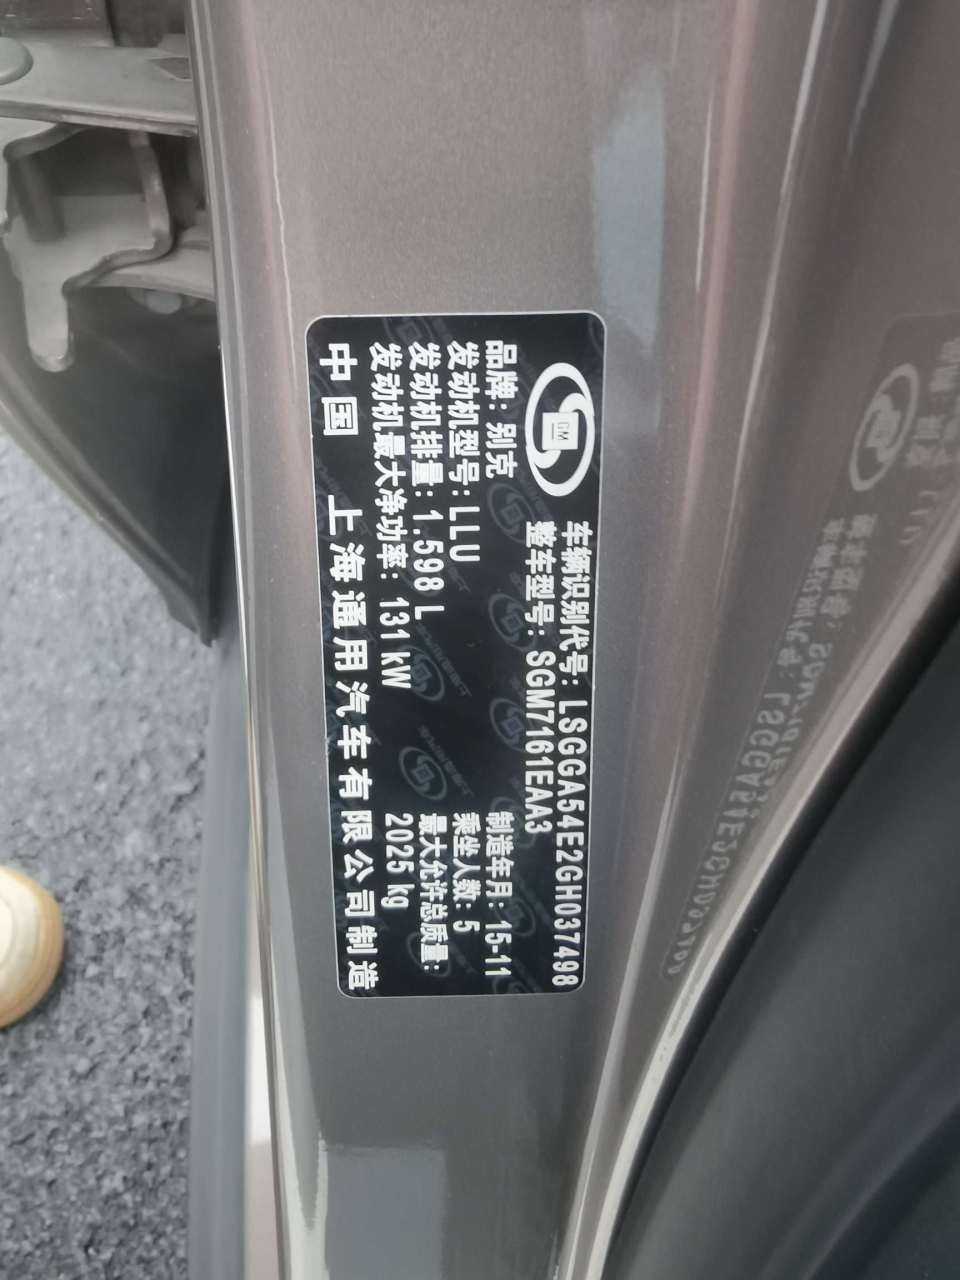 GM
车辆识别代号: LSGGA54E2GH037498
整车型号: SGM7161EAA3
品牌: 别克
制造年月: 15-11
发动机型号: LLU
乘坐人数: 5
发动机排量: 1.598 L
最大允许总质量:
2025 kg
发动机最大净功率: 131 kW
中国 上海通用汽车有限公司制造